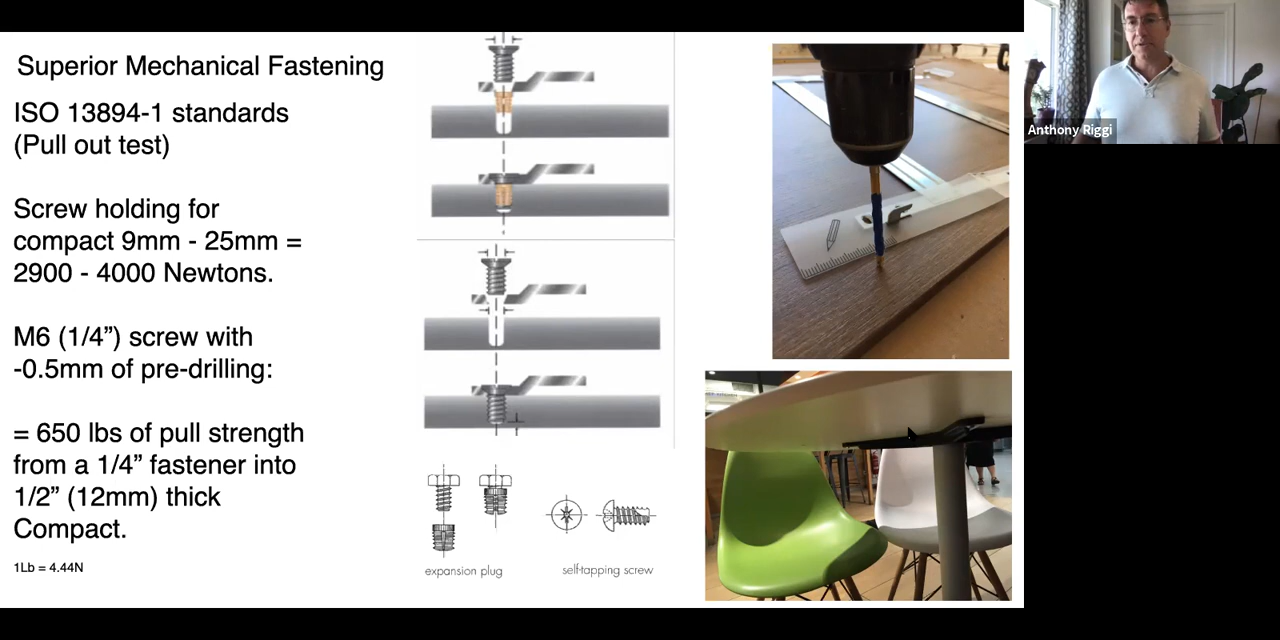 Superior Mechanical Fastening
ISO 13894-1 standards
(Pull out test)
Screw holding for
compact 9mm - 25mm =
2900 - 4000 Newtons.
M6 (1/4”) screw with
-0.5mm of pre-drilling:
= 650 lbs of pull strength
from a 1/4” fastener into
1/2” (12mm) thick
Compact.
1Lb = 4.44N
expansion plug
self-tapping screw
Anthony Riggi